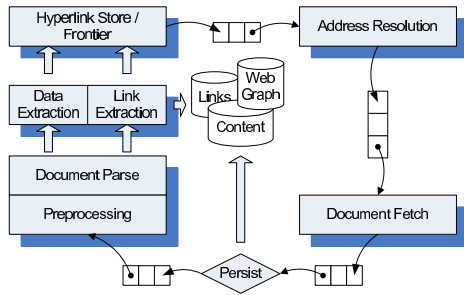 Hyperlink Store /
Frontier
Address Resolution
Data
Extraction
Link
Extraction
Links
Web
Graph
Content
Document Parse
Preprocessing
Document Fetch
Persist